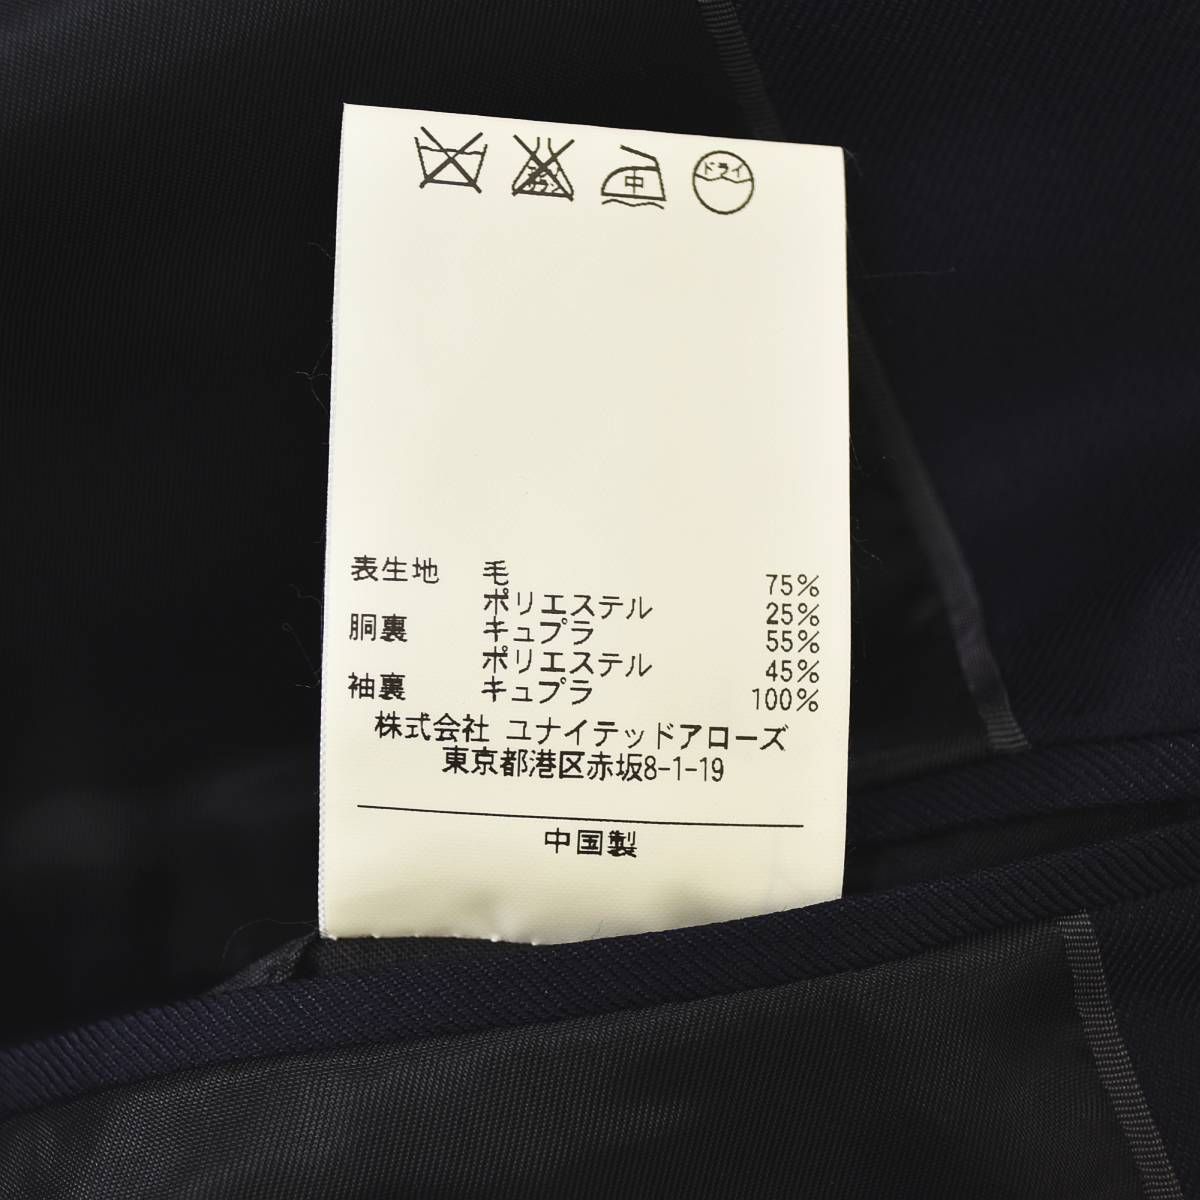 中 ドライ
表生地 毛 75%
ポリエステル 25%
胴裏 キュプラ 55%
ポリエステル 45%
袖裏 キュプラ 100%
株式会社 ユナイテッドアローズ
東京都港区赤坂8-1-19
中国製